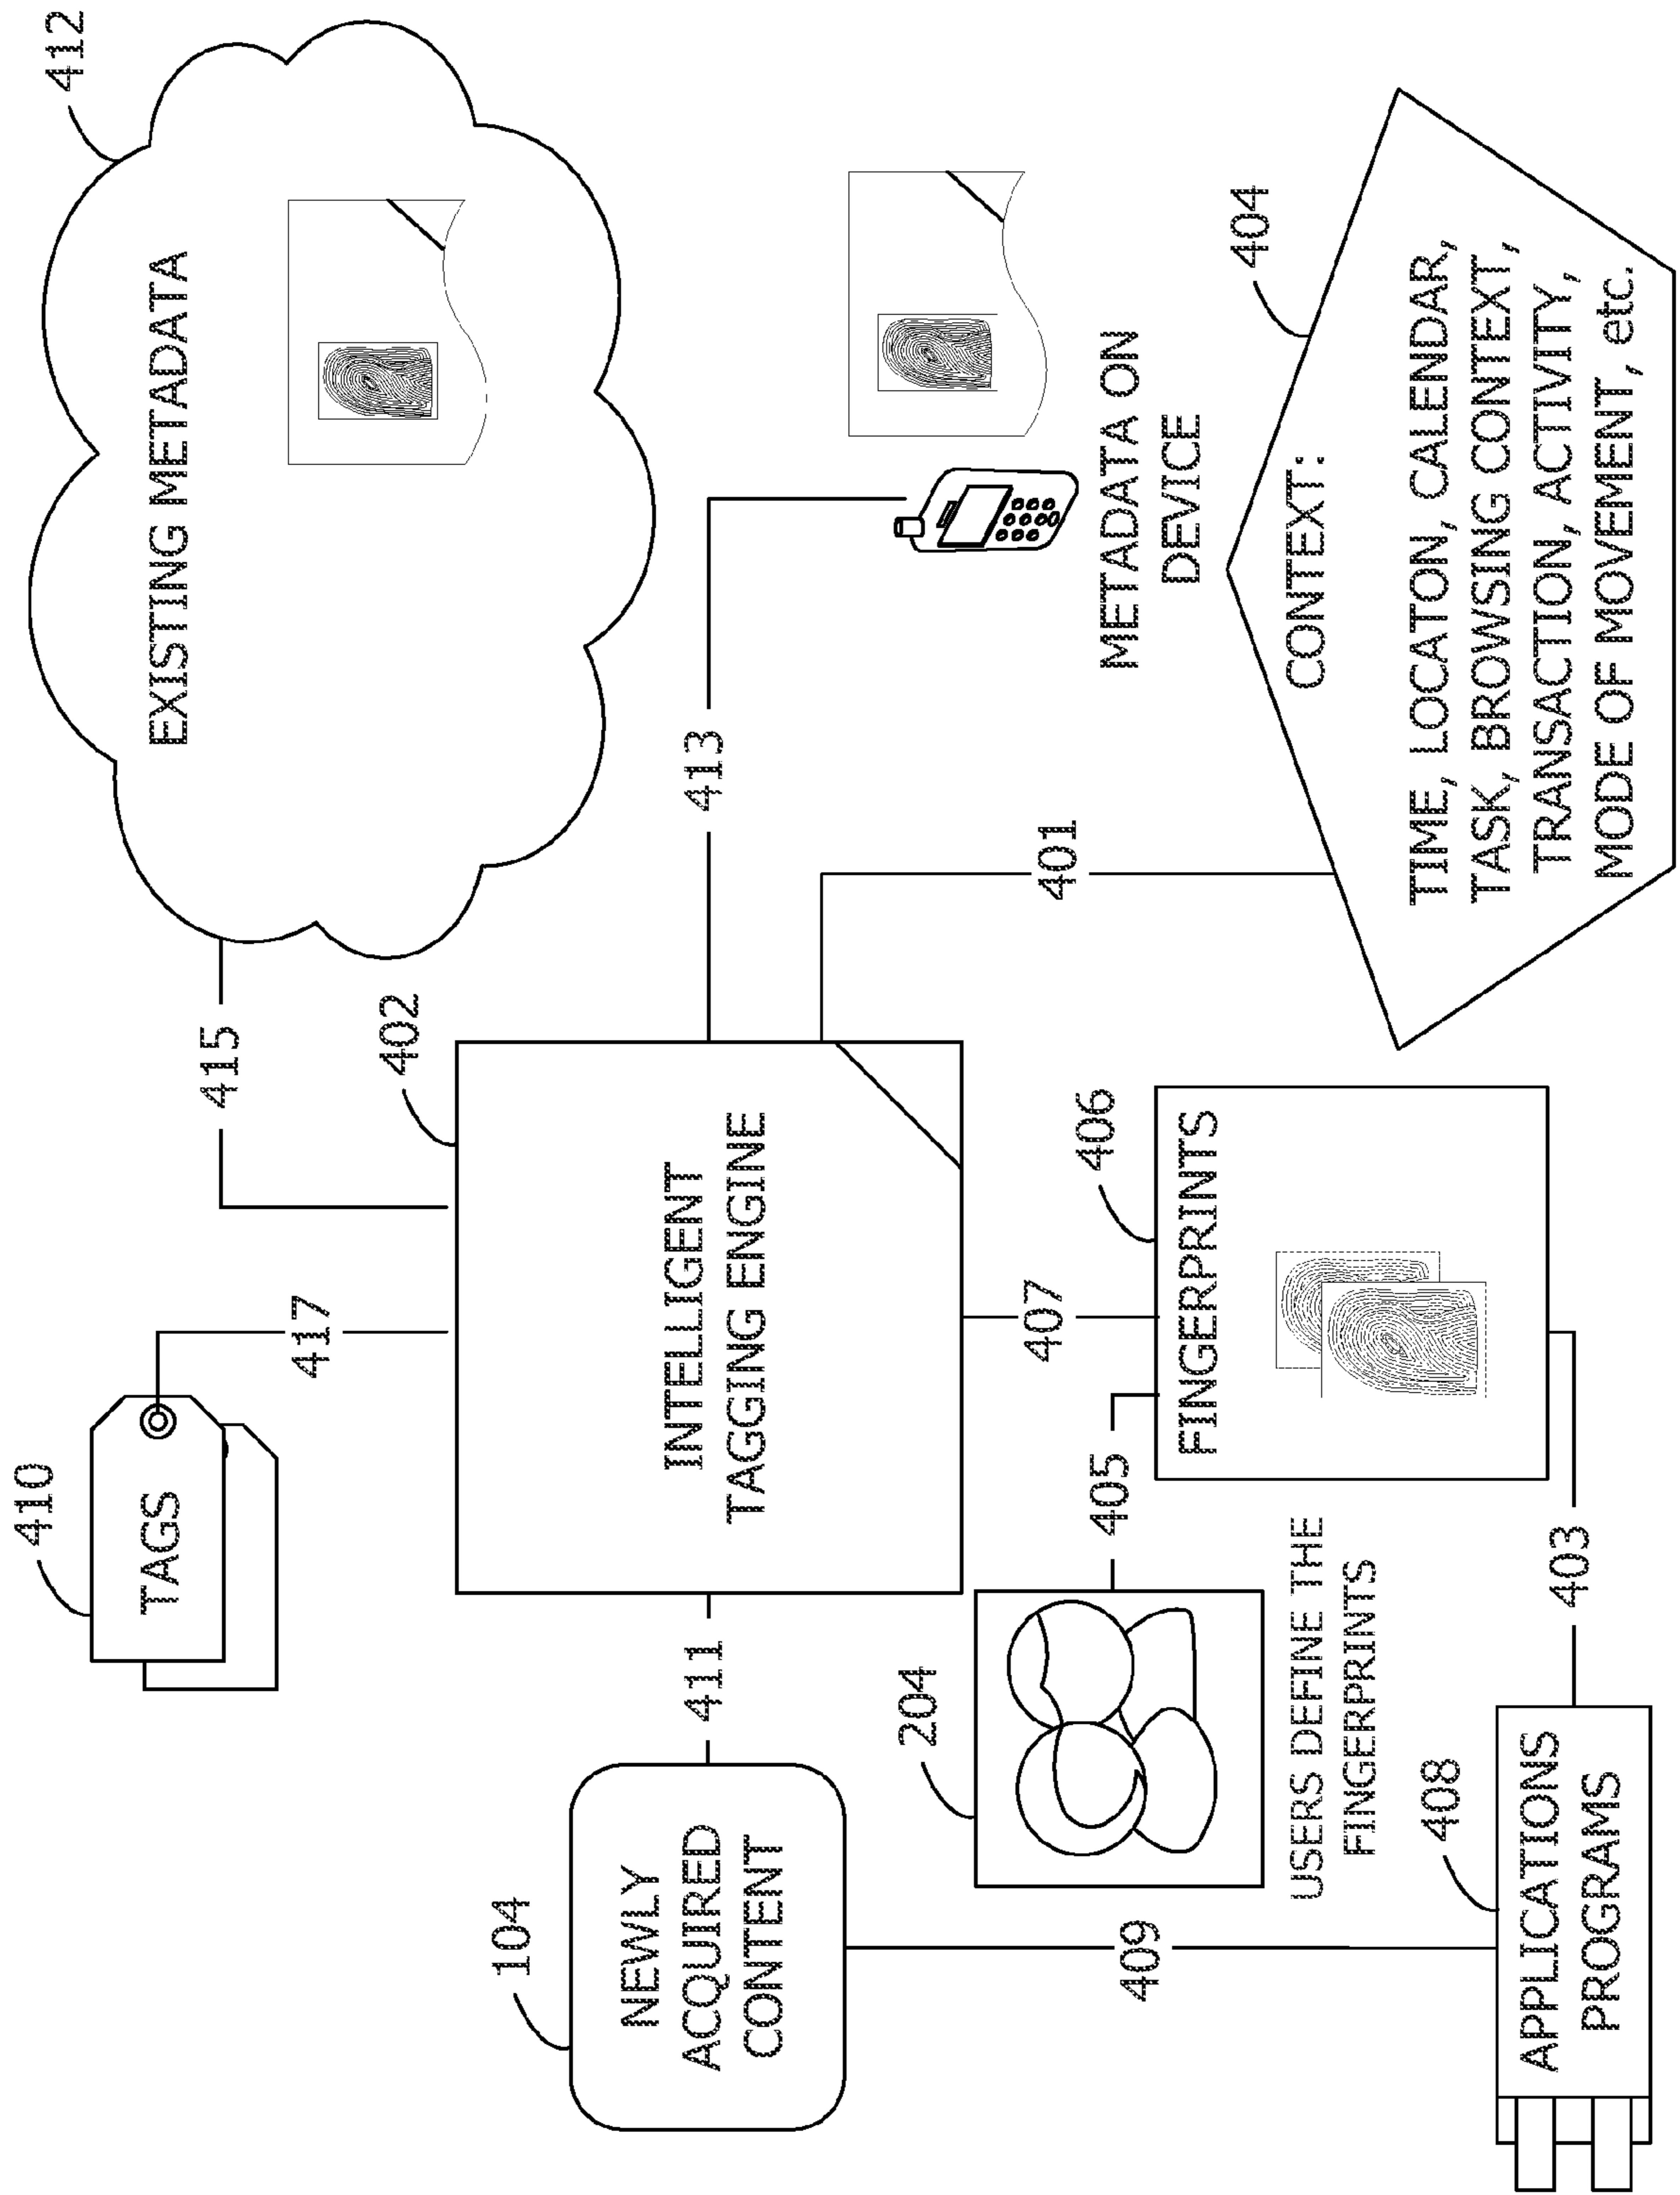 410
TAGS
417
415
412
EXISTING METADATA
402
INTELLIGENT
TAGGING ENGINE
104
NEWLY
ACQUIRED
CONTENT
411
413
METADATA ON
DEVICE
401
204
405
407
406
FINGERPRINTS
USERS DEFINE THE
FINGERPRINTS
409
408
APPLICATIONS
PROGRAMS
403
404
CONTEXT:
TIME, LOCATON, CALENDAR,
TASK, BROWSING CONTEXT,
TRANSACTION, ACTIVITY,
MODE OF MOVEMENT, etc.